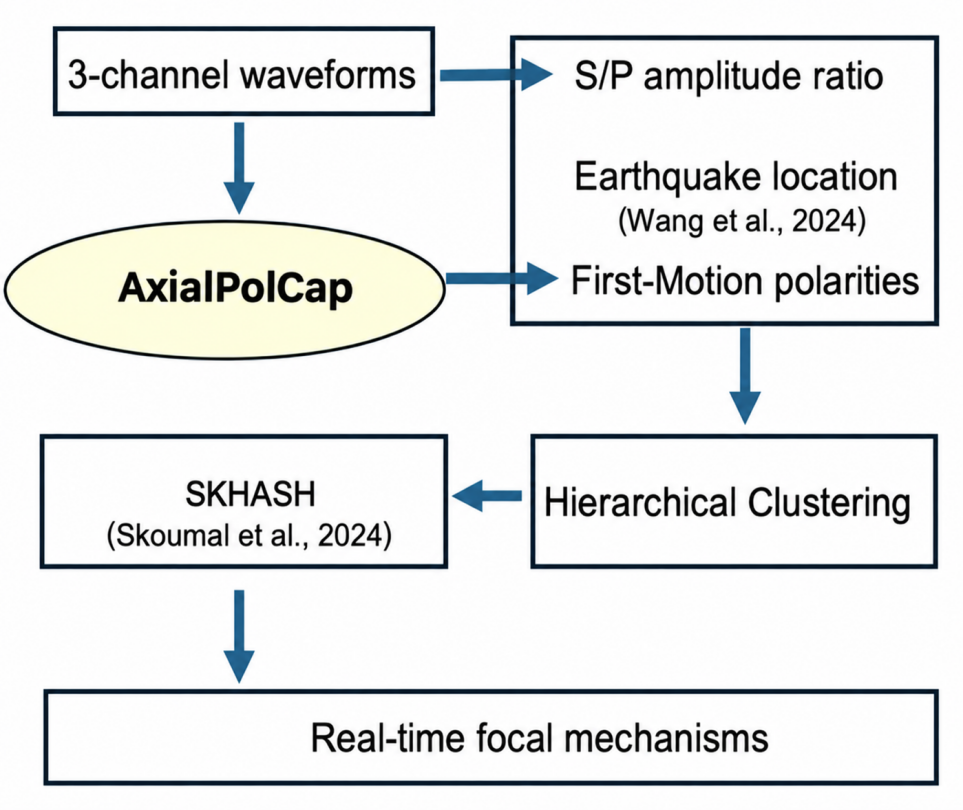 3-channel waveforms
S/P amplitude ratio
Earthquake location
(Wang et al., 2024)
AxialPolCap
First-Motion polarities
Hierarchical Clustering
SKHASH
(Skoumal et al., 2024)
Real-time focal mechanisms